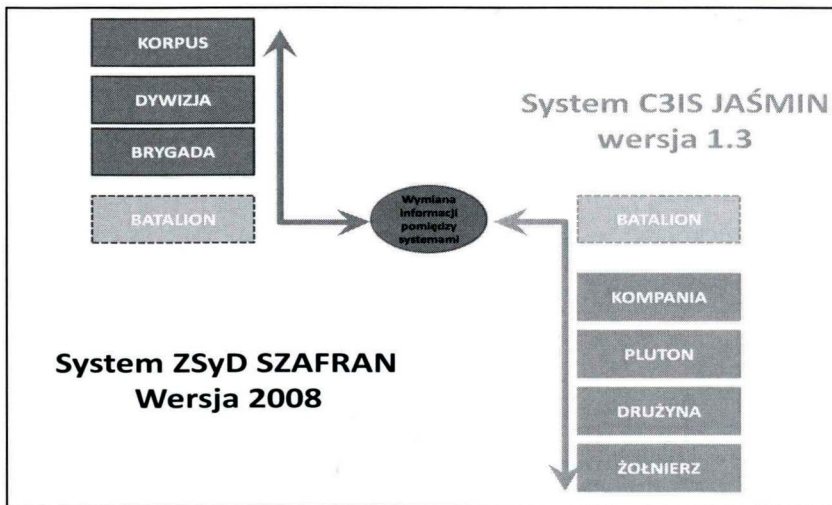 KORPUS
DYWIZJA
BRYGADA
BATALION
System C3IS JAŚMIN
wersja 1.3
Wymiana
informacji
pomiędzy
systemami
BATALION
KOMPANIA
PLUTON
DRUŻYNA
ŻOŁNIERZ
System ZSyD SZAFRAN
Wersja 2008